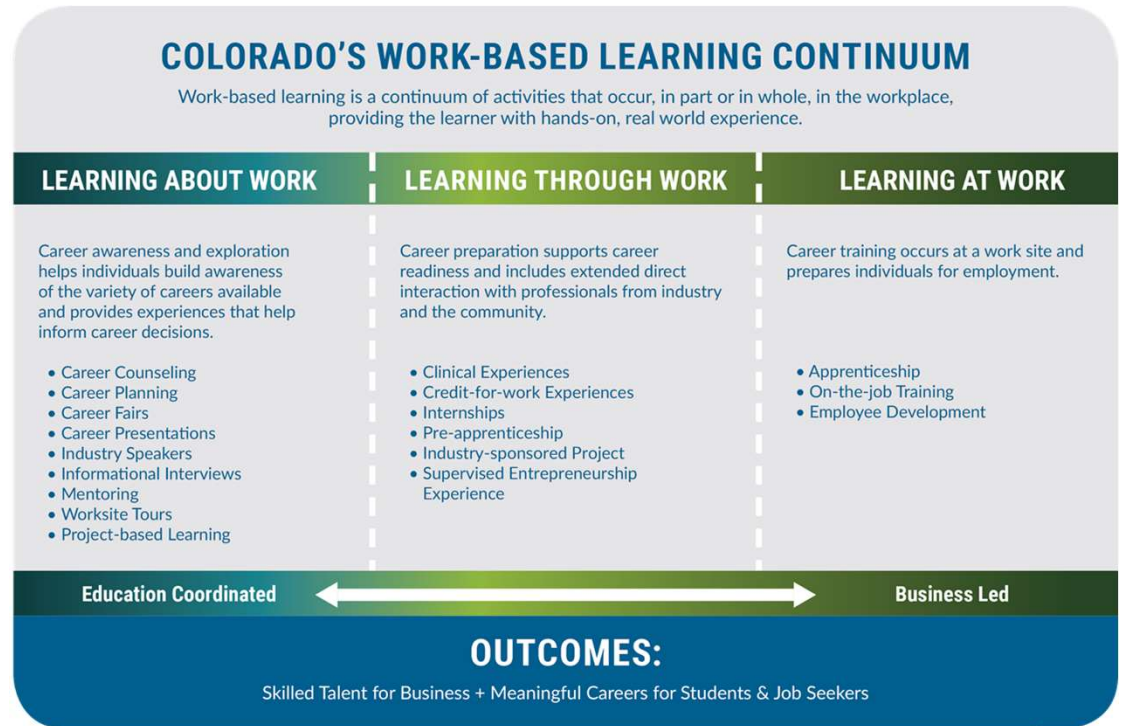 COLORADO’S WORK-BASED LEARNING CONTINUUM
Work-based learning is a continuum of activities that occur, in part or in whole, in the workplace,
providing the learner with hands-on, real world experience.
LEARNING ABOUT WORK
Career awareness and exploration
helps individuals build awareness
of the variety of careers available
and provides experiences that help
inform career decisions.
• Career Counseling
• Career Planning
• Career Fairs
• Career Presentations
• Industry Speakers
• Informational Interviews
• Mentoring
• Worksite Tours
• Project-based Learning
LEARNING THROUGH WORK
Career preparation supports career
readiness and includes extended direct
interaction with professionals from industry
and the community.
• Clinical Experiences
• Credit-for-work Experiences
• Internships
• Pre-apprenticeship
• Industry-sponsored Project
• Supervised Entrepreneurship
Experience
LEARNING AT WORK
Career training occurs at a work site and
prepares individuals for employment.
• Apprenticeship
• On-the-job Training
• Employee Development
Education Coordinated
Business Led
OUTCOMES:
Skilled Talent for Business + Meaningful Careers for Students & Job Seekers